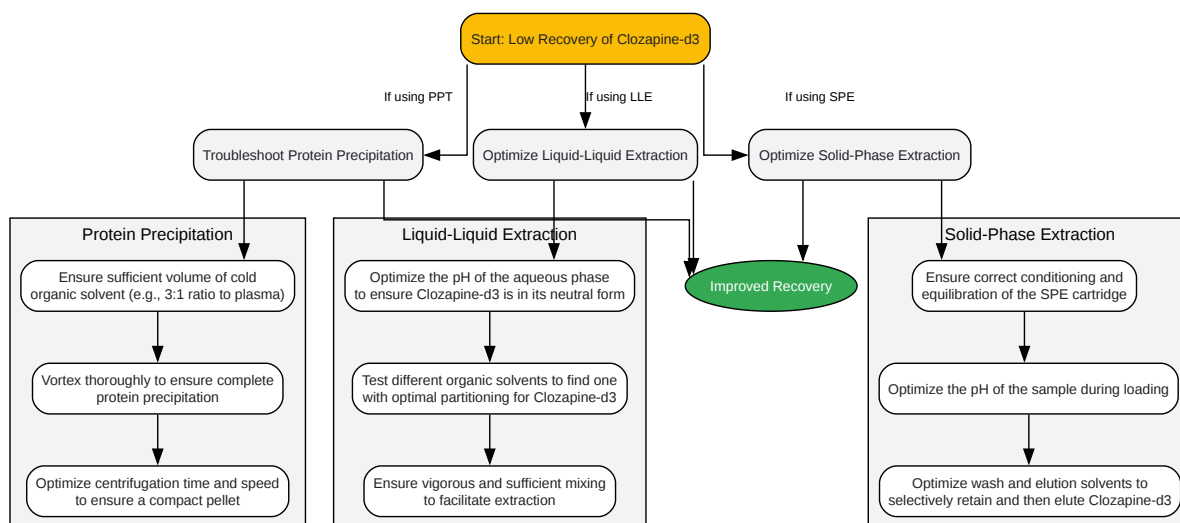 Start: Low Recovery of Clozapine-d3
If using PPT
If using LLE
If using SPE
Troubleshoot Protein Precipitation
Optimize Liquid-Liquid Extraction
Optimize Solid-Phase Extraction
Protein Precipitation
Ensure sufficient volume of cold
organic solvent (e.g., 3:1 ratio to plasma)
Vortex thoroughly to ensure complete
protein precipitation
Optimize centrifugation time and speed
to ensure a compact pellet
Liquid-Liquid Extraction
Optimize the pH of the aqueous phase
to ensure Clozapine-d3 is in its neutral form
Test different organic solvents to find one
with optimal partitioning for Clozapine-d3
Ensure vigorous and sufficient mixing
to facilitate extraction
Improved Recovery
Solid-Phase Extraction
Ensure correct conditioning and
equilibration of the SPE cartridge
Optimize the pH of the sample during loading
Optimize wash and elution solvents to
selectively retain and then elute Clozapine-d3